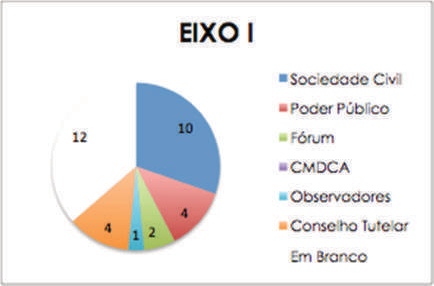 EIXO I
Sociedade Civil
Poder Público
Fórum
CMDCA
Observadores
Conselho Tutelar
Em Branco
12
10
4
1
2
4